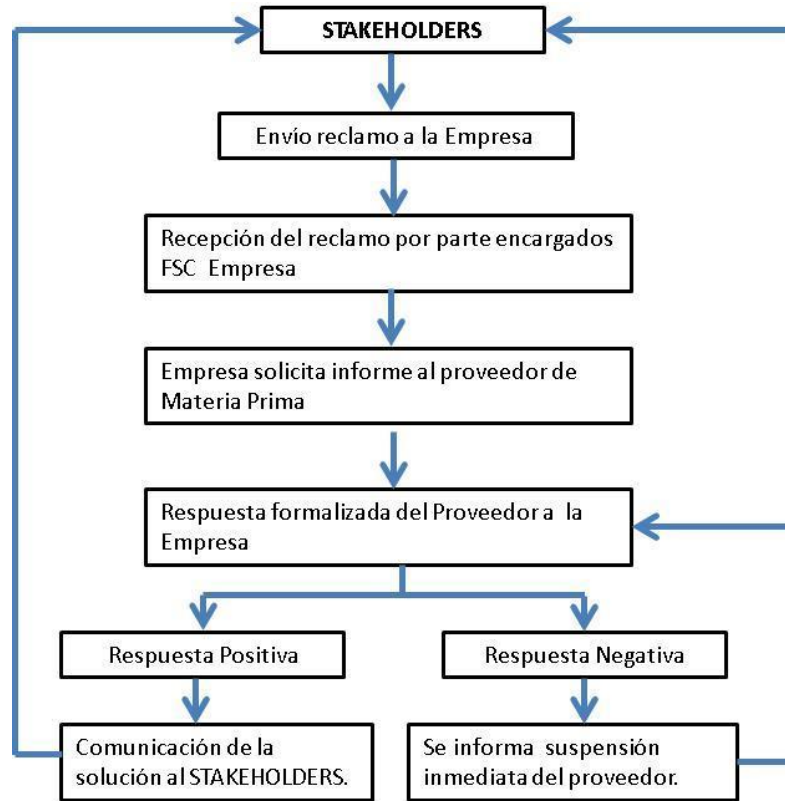 STAKEHOLDERS
Envío reclamo a la Empresa
Recepción del reclamo por parte encargados
FSC Empresa
Empresa solicita informe al proveedor de
Materia Prima
Respuesta formalizada del Proveedor a la
Empresa
Respuesta Positiva
Respuesta Negativa
Comunicación de la
solución al STAKEHOLDERS.
Se informa suspensión
inmediata del proveedor.